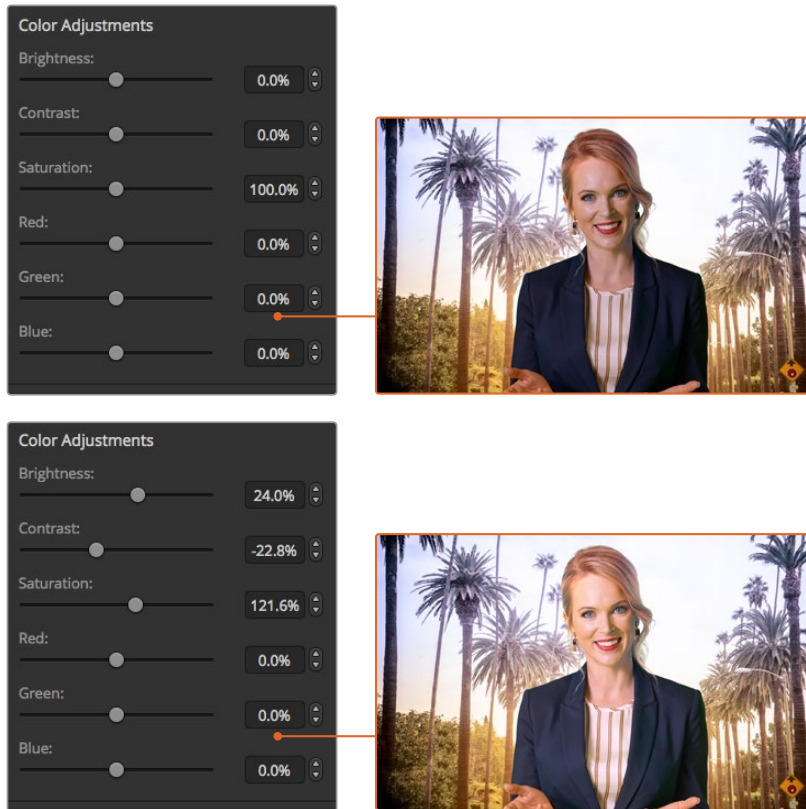 Color Adjustments
Brightness:
0.0%
Contrast:
0.0%
Saturation:
100.0%
Red:
0.0%
Green:
0.0%
Blue:
0.0%
Color Adjustments
Brightness:
24.0%
Contrast:
-22.8%
Saturation:
121.6%
Red:
0.0%
Green:
0.0%
Blue:
0.0%